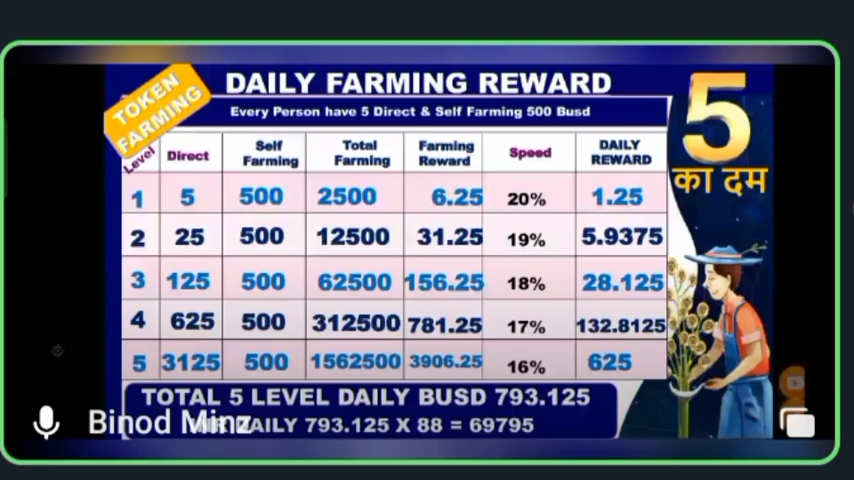 TOKEN FARMING
DAILY FARMING REWARD
Every Person have 5 Direct & Self Farming 500 Busd
5
का दम
Level Direct Self Farming Total Farming Farming Reward Speed DAILY REWARD
1 5 500 2500 6.25 20% 1.25
2 25 500 12500 31.25 19% 5.9375
3 125 500 62500 156.25 18% 28.125
4 625 500 312500 781.25 17% 132.8125
5 3125 500 1562500 3906.25 16% 625
TOTAL 5 LEVEL DAILY BUSD 793.125
DAILY 793.125 X 88 = 69795
Binod Minz